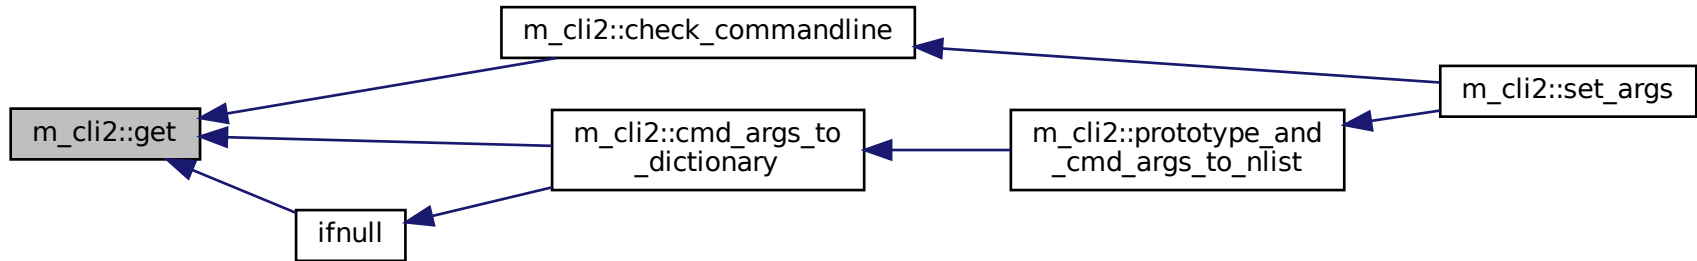 m_cli2::get
m_cli2::check_commandline
m_cli2::cmd_args_to
_dictionary
ifnull
m_cli2::prototype_and
_cmd_args_to_nlist
m_cli2::set_args